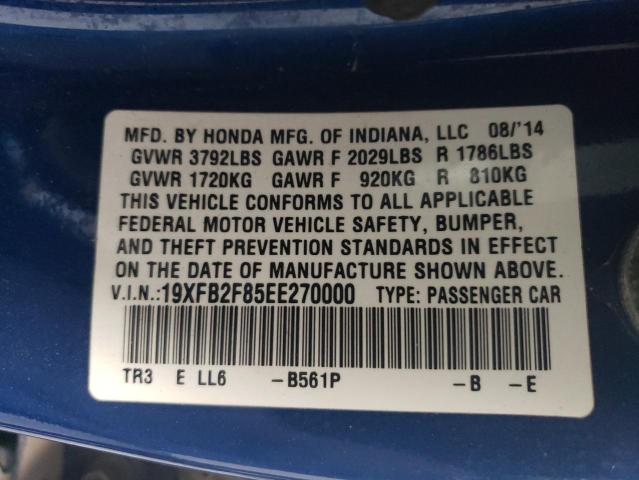 MFD. BY HONDA MFG. OF INDIANA, LLC 08/'14
GVWR 3792LBS GAWR F 2029LBS R 1786LBS
GVWR 1720KG GAWR F 920KG R 810KG
THIS VEHICLE CONFORMS TO ALL APPLICABLE
FEDERAL MOTOR VEHICLE SAFETY, BUMPER,
AND THEFT PREVENTION STANDARDS IN EFFECT
ON THE DATE OF MANUFACTURE SHOWN ABOVE.
V.I.N.:19XFB2F85EE270000 TYPE: PASSENGER CAR
TR3 E LL6 -B561P -B -E